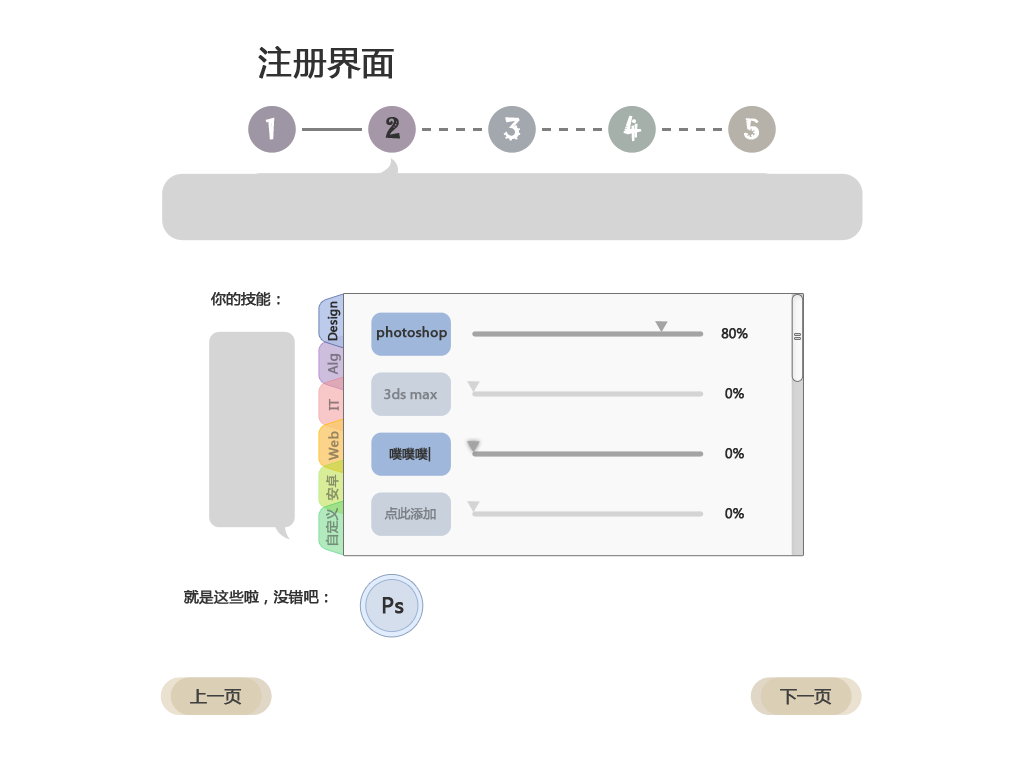 注册界面
1 2 3 4 5
你的技能：
Design
Alg
IT
Web
安卓
自定义
photoshop 80%
3ds max 0%
噗噗噗 0%
点此添加 0%
就是这些啦，没错吧：
Ps
上一页
下一页